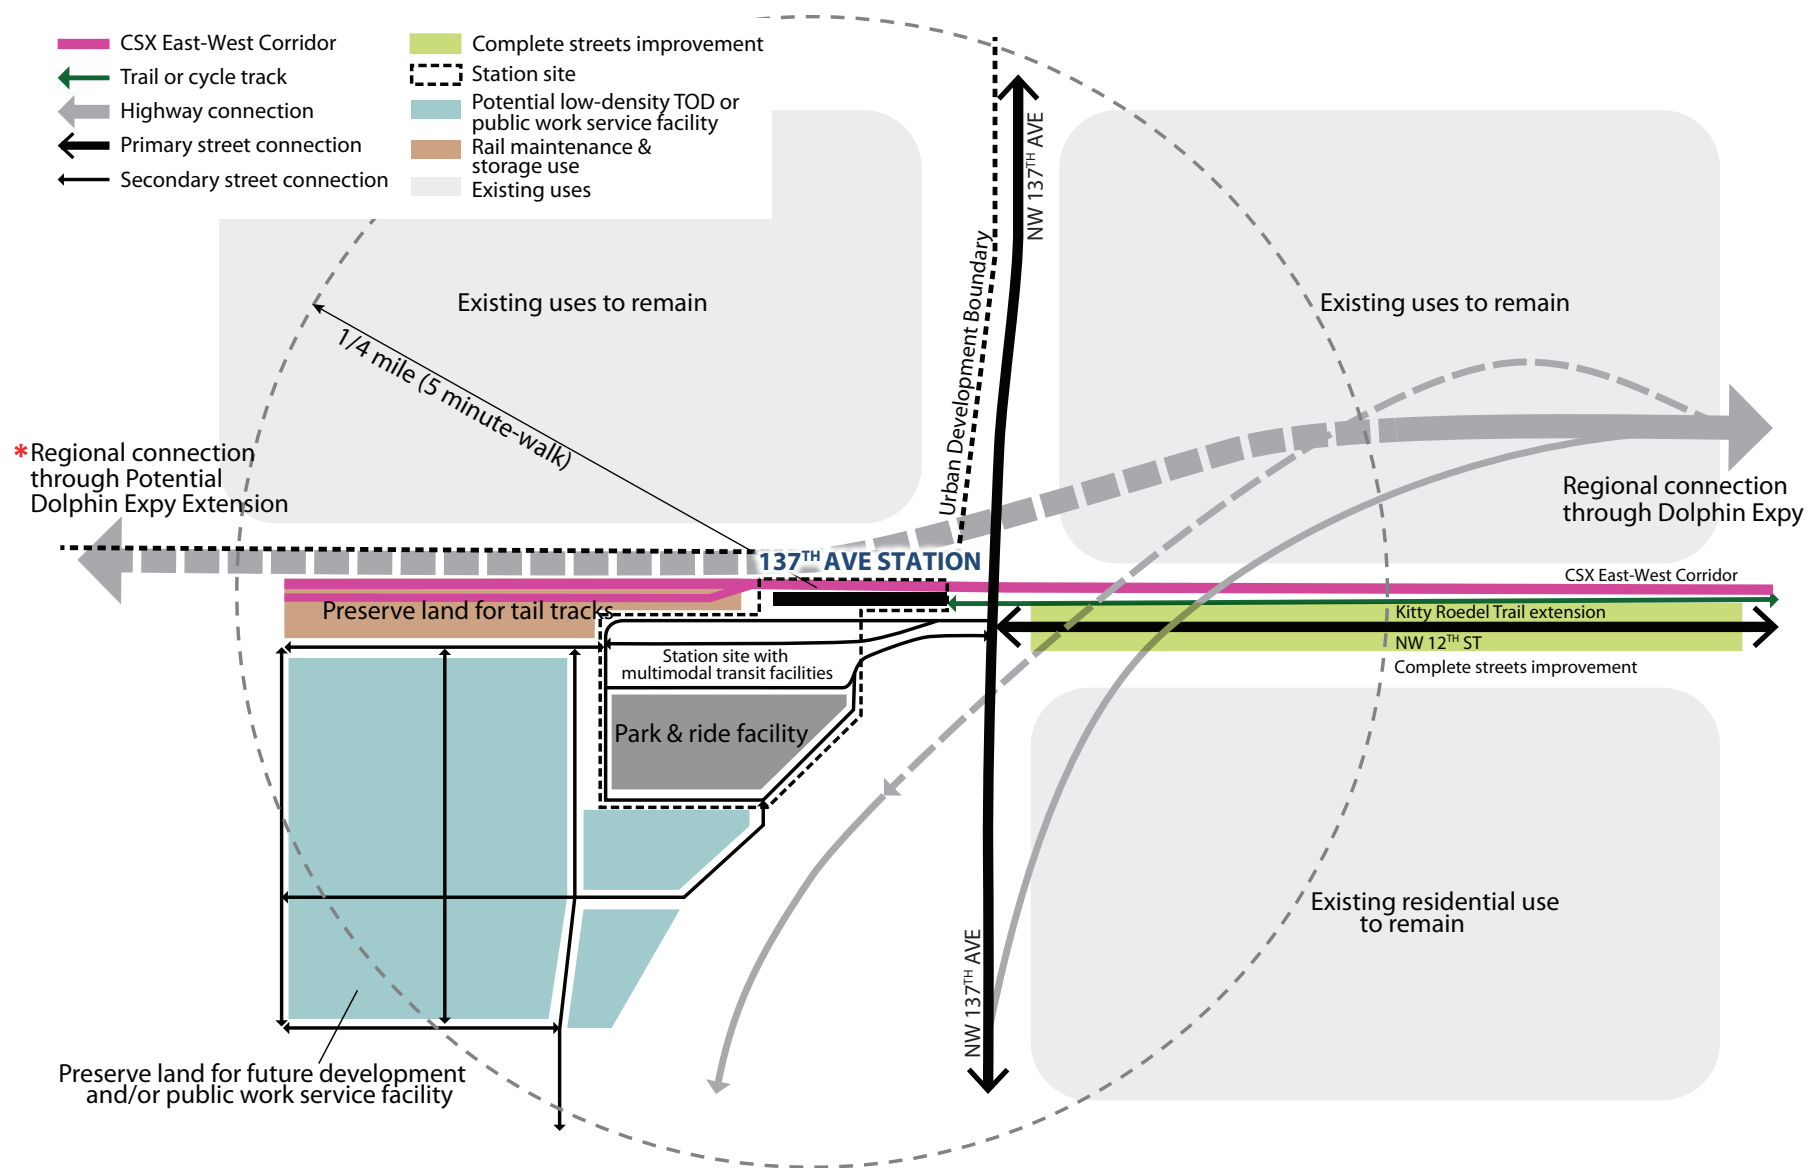 CSX East-West Corridor
Trail or cycle track
Highway connection
Primary street connection
Secondary street connection
Complete streets improvement
Station site
Potential low-density TOD or
public work service facility
Rail maintenance &
storage use
Existing uses
NW 137TH AVE
Urban Development Boundary
Existing uses to remain
Existing uses to remain
1/4 mile (5 minute-walk)
*Regional connection
through Potential
Dolphin Expy Extension
Regional connection
through Dolphin Expy
137TH AVE STATION
CSX East-West Corridor
Preserve land for tail tracks
Kitty Roedel Trail extension
NW 12TH ST
Complete streets improvement
Station site with
multimodal transit facilities
Park & ride facility
Existing residential use
to remain
NW 137TH AVE
Preserve land for future development
and/or public work service facility